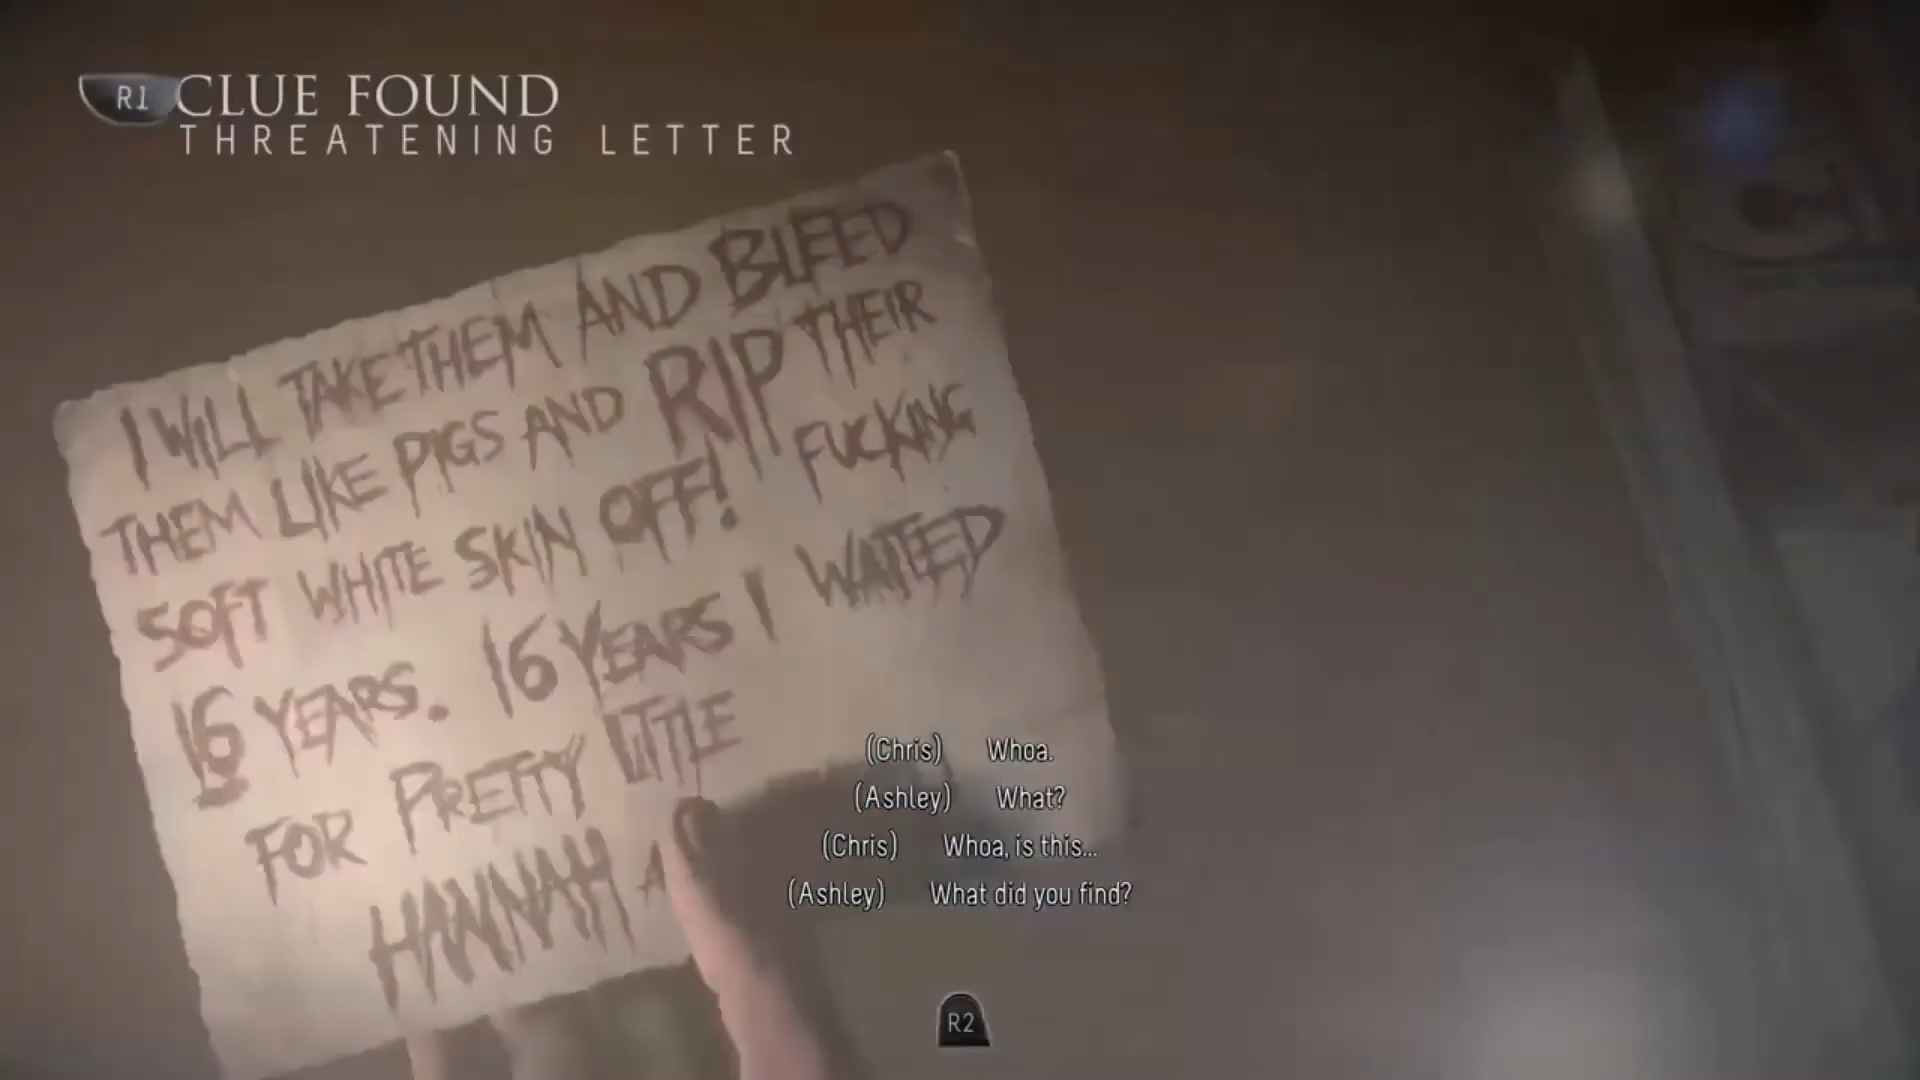 R1 CLUE FOUND
THREATENING LETTER
I WILL TAKE THEM AND BLEED
THEM LIKE PIGS AND RIP THEIR
SOFT WHITE SKIN OFF! FUCKING
16 YEARS. 16 YEARS I WAITED
FOR PRETTY LITTLE
HANNAH
(Chris) Whoa.
(Ashley) What?
(Chris) Whoa, is this...
(Ashley) What did you find?
R2